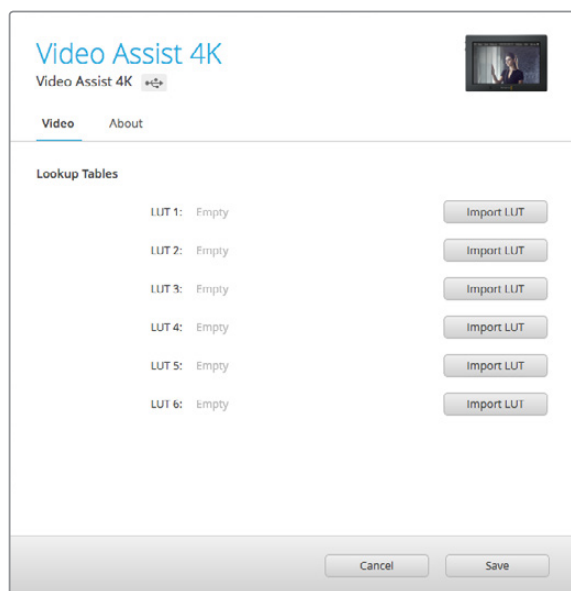 Video Assist 4K
Video Assist 4K
Video About
Lookup Tables
LUT 1: Empty Import LUT
LUT 2: Empty Import LUT
LUT 3: Empty Import LUT
LUT 4: Empty Import LUT
LUT 5: Empty Import LUT
LUT 6: Empty Import LUT
Cancel Save